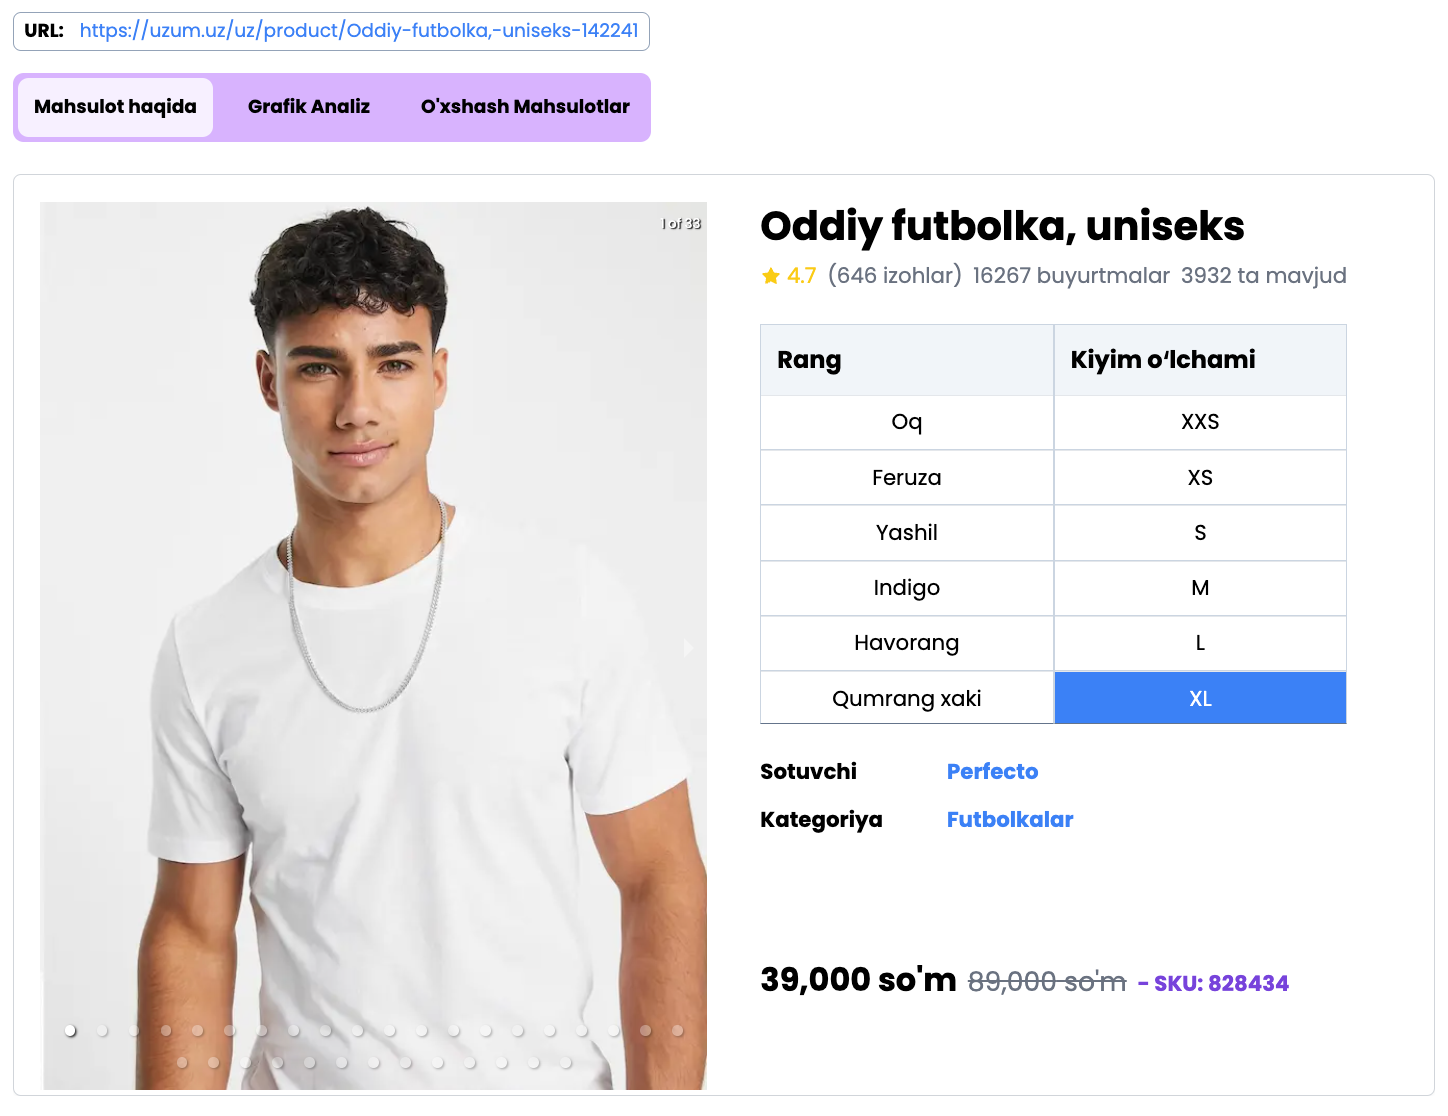 URL: https://uzum.uz/uz/product/Oddiy-futbolka,-uniseks-142241
Mahsulot haqida Grafik Analiz O'xshash Mahsulotlar
1 of 33
Oddiy futbolka, uniseks
4.7 (646 izohlar) 16267 buyurtmalar 3932 ta mavjud
Rang Kiyim o‘lchami
Oq XXS
Feruza XS
Yashil S
Indigo M
Havorang L
Qumrang xaki XL
Sotuvchi Perfecto
Kategoriya Futbolkalar
39,000 so'm 89,000 so'm - SKU: 828434